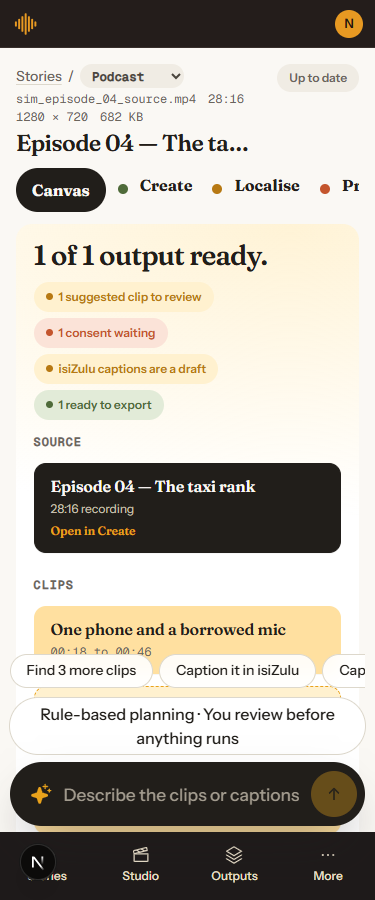 N
Stories / Podcast
Up to date
sim_episode_04_source.mp4 28:16
1280 × 720 682 KB
Episode 04 — The ta...
Canvas Create Localise Pr
1 of 1 output ready.
1 suggested clip to review
1 consent waiting
isiZulu captions are a draft
1 ready to export
SOURCE
Episode 04 — The taxi rank
28:16 recording
Open in Create
CLIPS
One phone and a borrowed mic
00:18 to 00:46
Find 3 more clips Caption it in isiZulu Cap
Rule-based planning · You review before
anything runs
Describe the clips or captions
N
Studio Outputs More